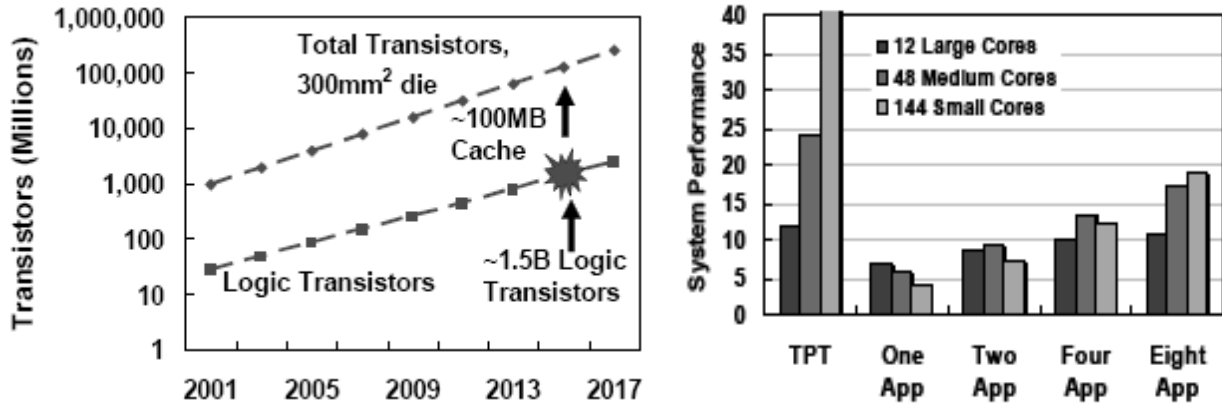 Transistors (Millions)
1,000,000
100,000
10,000
1,000
100
10
1
Total Transistors,
300mm² die
~100MB
Cache
Logic Transistors
~1.5B Logic
Transistors
2001
2005
2009
2013
2017
System Performance
40
35
30
25
20
15
10
5
0
12 Large Cores
48 Medium Cores
144 Small Cores
TPT
One
App
Two
App
Four
App
Eight
App